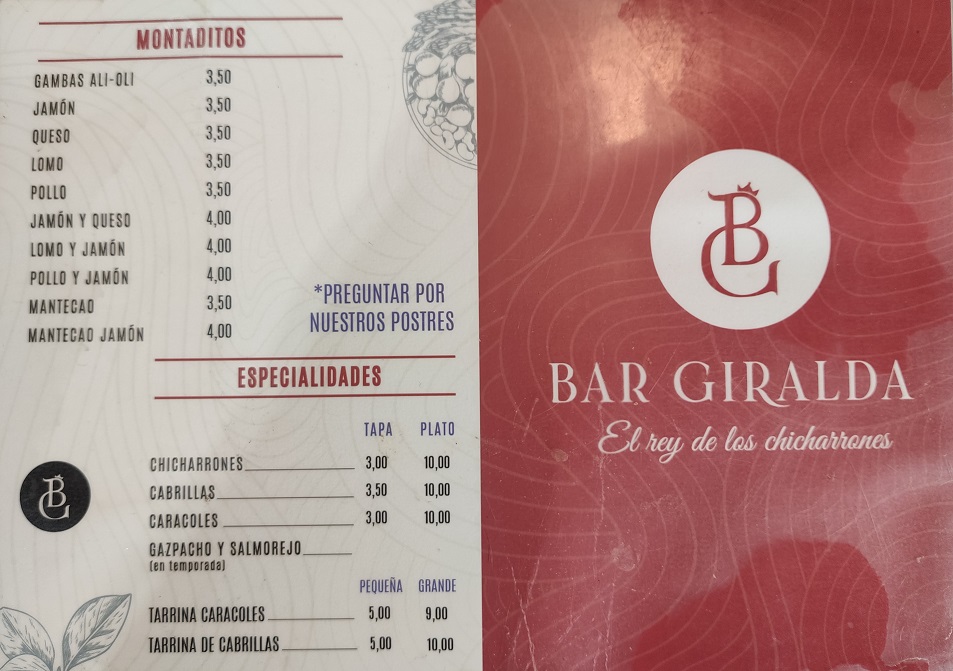 MONTADITOS
GAMBAS ALI-OLI 3,50
JAMÓN 3,50
QUESO 3,50
LOMO 3,50
POLLO 3,50
JAMÓN Y QUESO 4,00
LOMO Y JAMÓN 4,00
POLLO Y JAMÓN 4,00
MANTECAO 3,50
MANTECAO JAMÓN 4,00
*PREGUNTAR POR
NUESTROS POSTRES
ESPECIALIDADES
TAPA PLATO
CHICHARRONES 3,00 10,00
CABRILLAS 3,50 10,00
CARACOLES 3,00 10,00
GAZPACHO Y SALMOREJO
(en temporada)
PEQUEÑA GRANDE
TARRINA CARACOLES 5,00 9,00
TARRINA DE CABRILLAS 5,00 10,00
BG
BG
BAR GIRALDA
El rey de los chicharrones